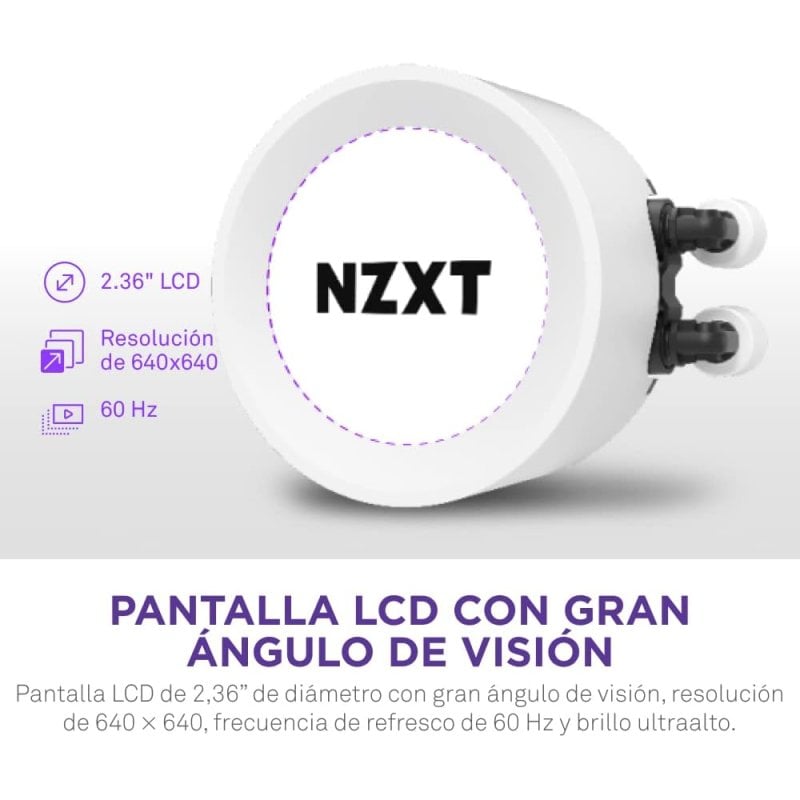 NZXT
2.36" LCD
Resolución
de 640x640
60 Hz
PANTALLA LCD CON GRAN
ÁNGULO DE VISIÓN
Pantalla LCD de 2,36” de diámetro con gran ángulo de visión, resolución
de 640 × 640, frecuencia de refresco de 60 Hz y brillo ultraalto.